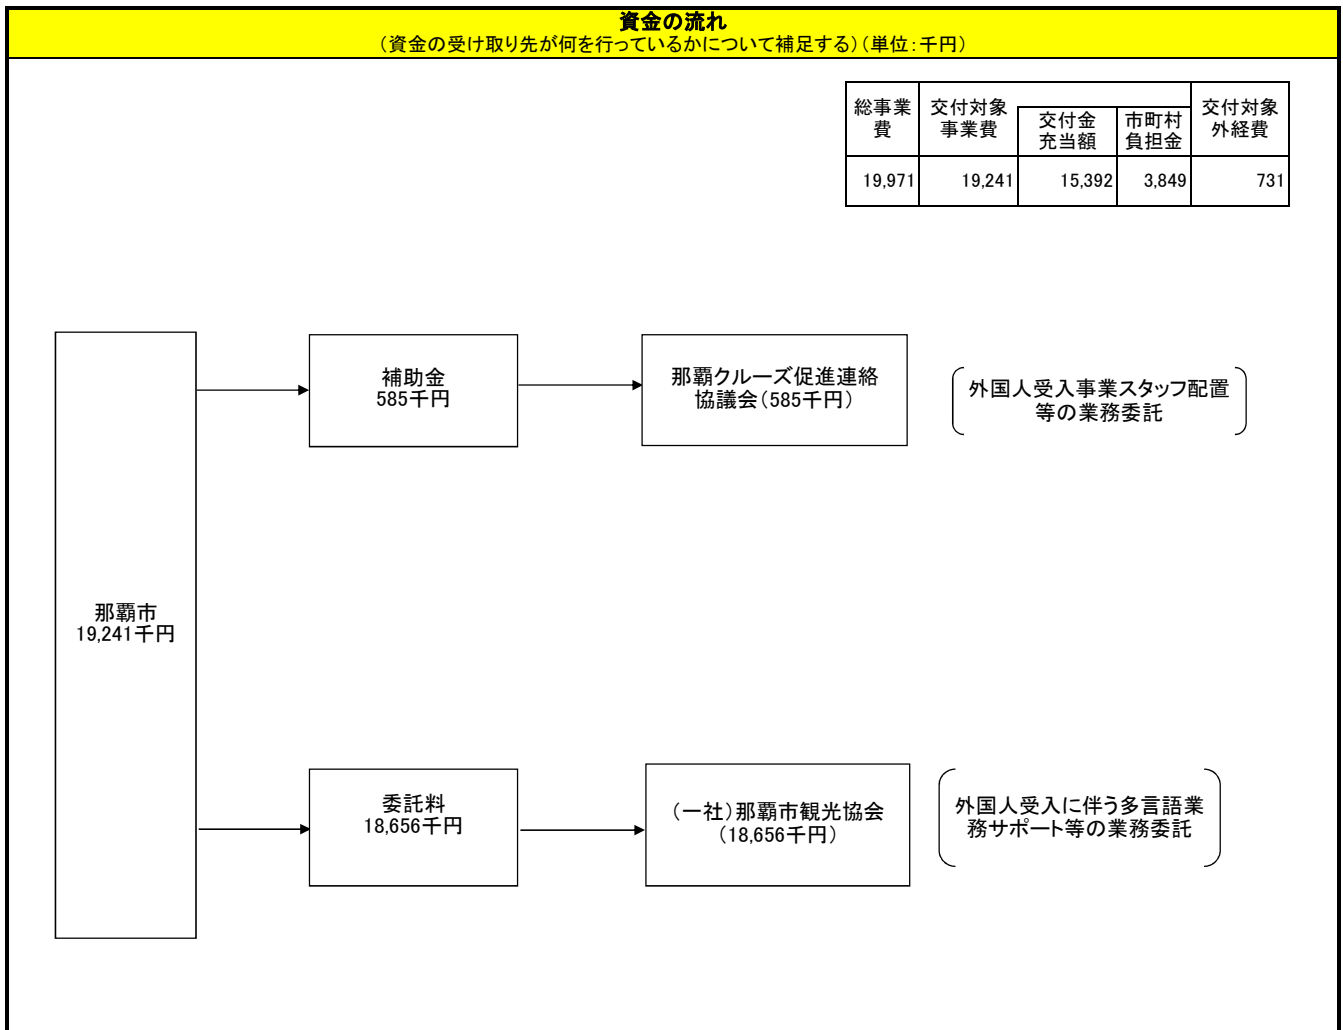 資金の流れ
（資金の受け取り先が何を行っているかについて補足する）（単位：千円）
総事業
費
交付対象
事業費
交付金
充当額
市町村
負担金
交付対象
外経費
19,971
19,241
15,392
3,849
731
補助金
585千円
那覇クルーズ促進連絡
協議会（585千円）
外国人受入事業スタッフ配置
等の業務委託
那覇市
19,241千円
委託料
18,656千円
（一社）那覇市観光協会
（18,656千円）
外国人受入に伴う多言語業
務サポート等の業務委託